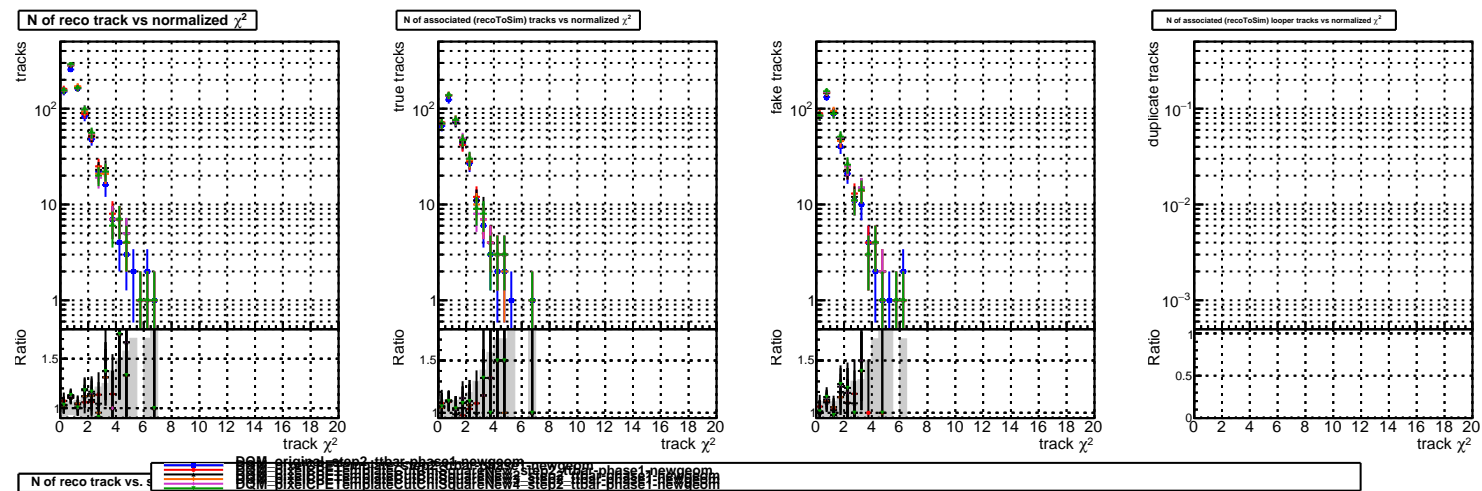 N of reco track vs normalized χ²
tracks
10²
10
1
Ratio
1.5
1
0 2 4 6 8 10 12 14 16 18 20
track χ²
N of associated (recoToSim) tracks vs normalized χ²
true tracks
10²
10
1
Ratio
1.5
1
0 2 4 6 8 10 12 14 16 18 20
track χ²
fake tracks
10²
10
1
Ratio
1.5
1
0 2 4 6 8 10 12 14 16 18 20
track χ²
N of associated (recoToSim) looper tracks vs normalized χ²
duplicate tracks
10⁻¹
10⁻²
10⁻³
Ratio
1
0.5
0
0 2 4 6 8 10 12 14 16 18 20
track χ²
N of reco track vs.
DQM_original_step2_ttbar-phase1-newgeom